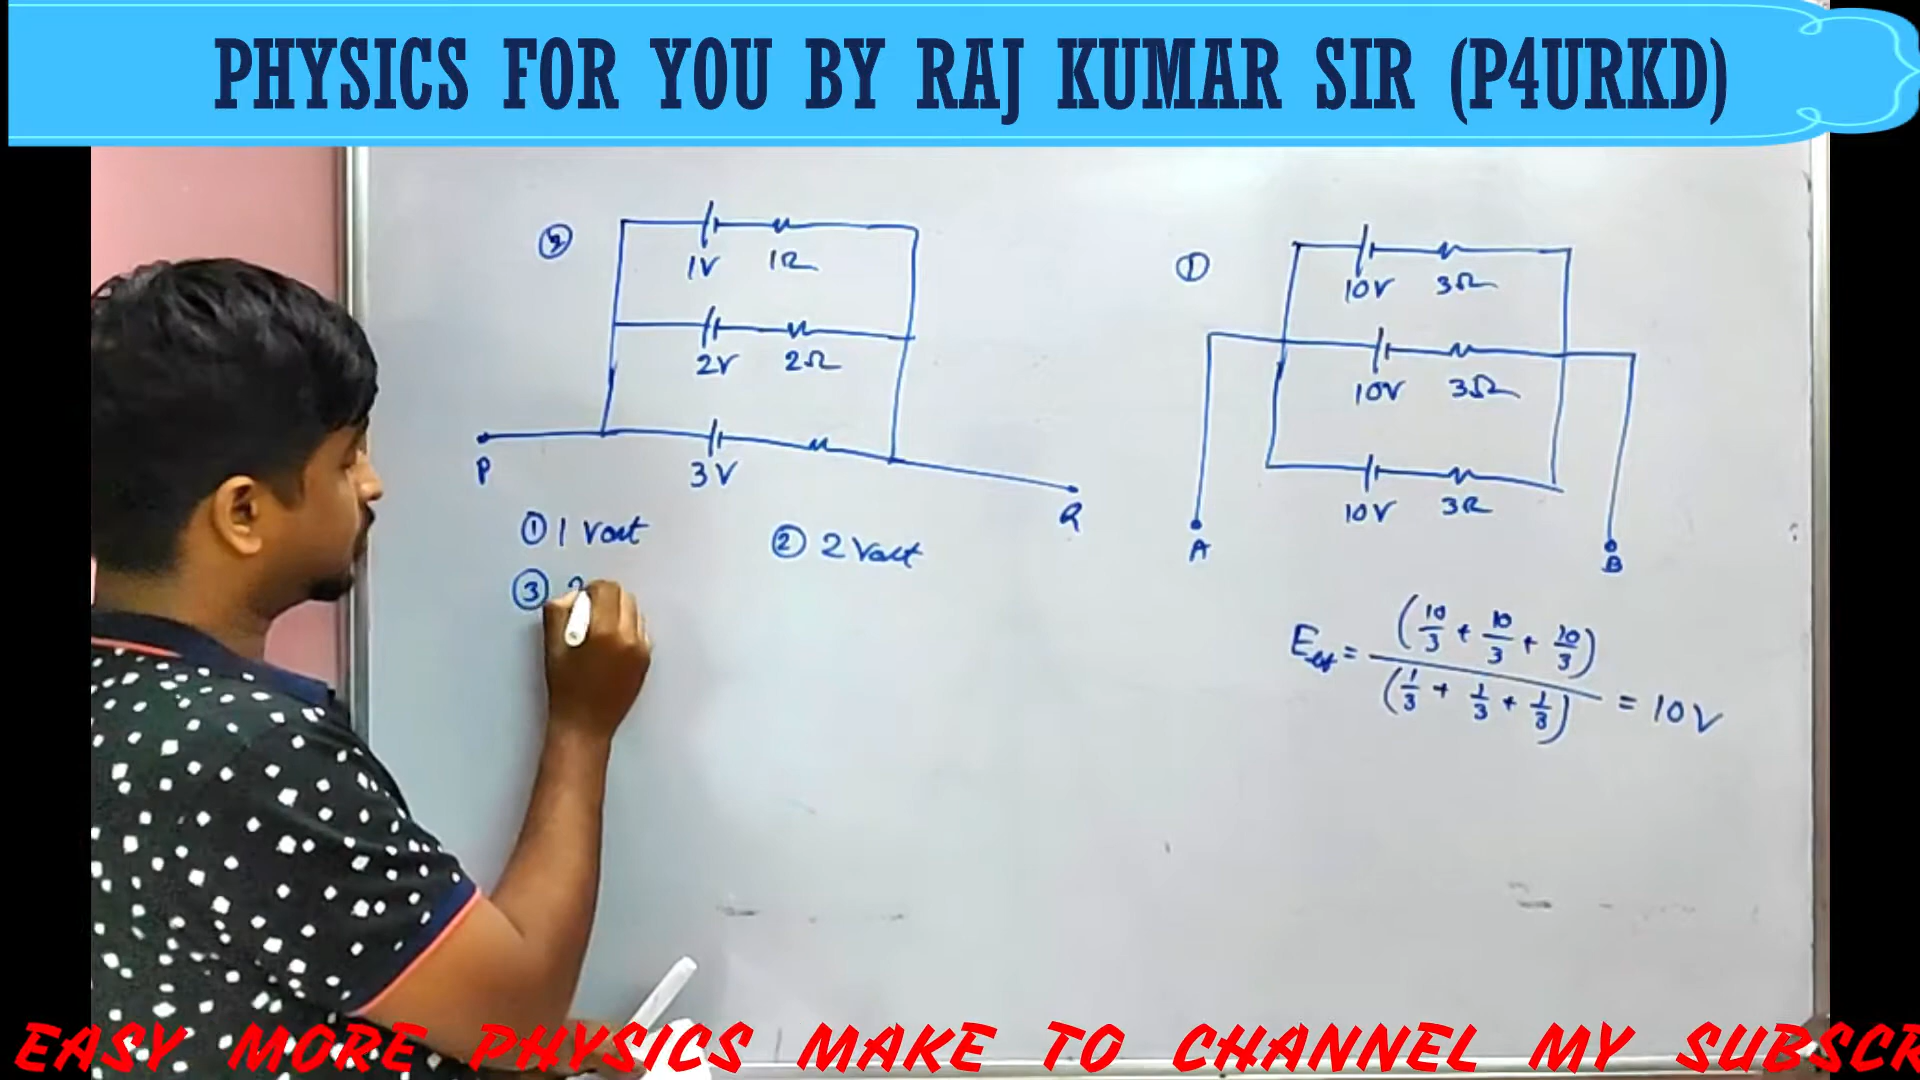 PHYSICS FOR YOU BY RAJ KUMAR SIR (P4URKD)
②
1V 1Ω
2V 2Ω
3V
P
Q
① 1 Volt ② 2 Volt
③
①
10V 3Ω
10V 3Ω
10V 3Ω
A
B
= (10/3 + 10/3 + 10/3) / (1/3 + 1/3 + 1/3) = 10V
EASY MORE PHYSICS MAKE TO CHANNEL MY SUBSCR